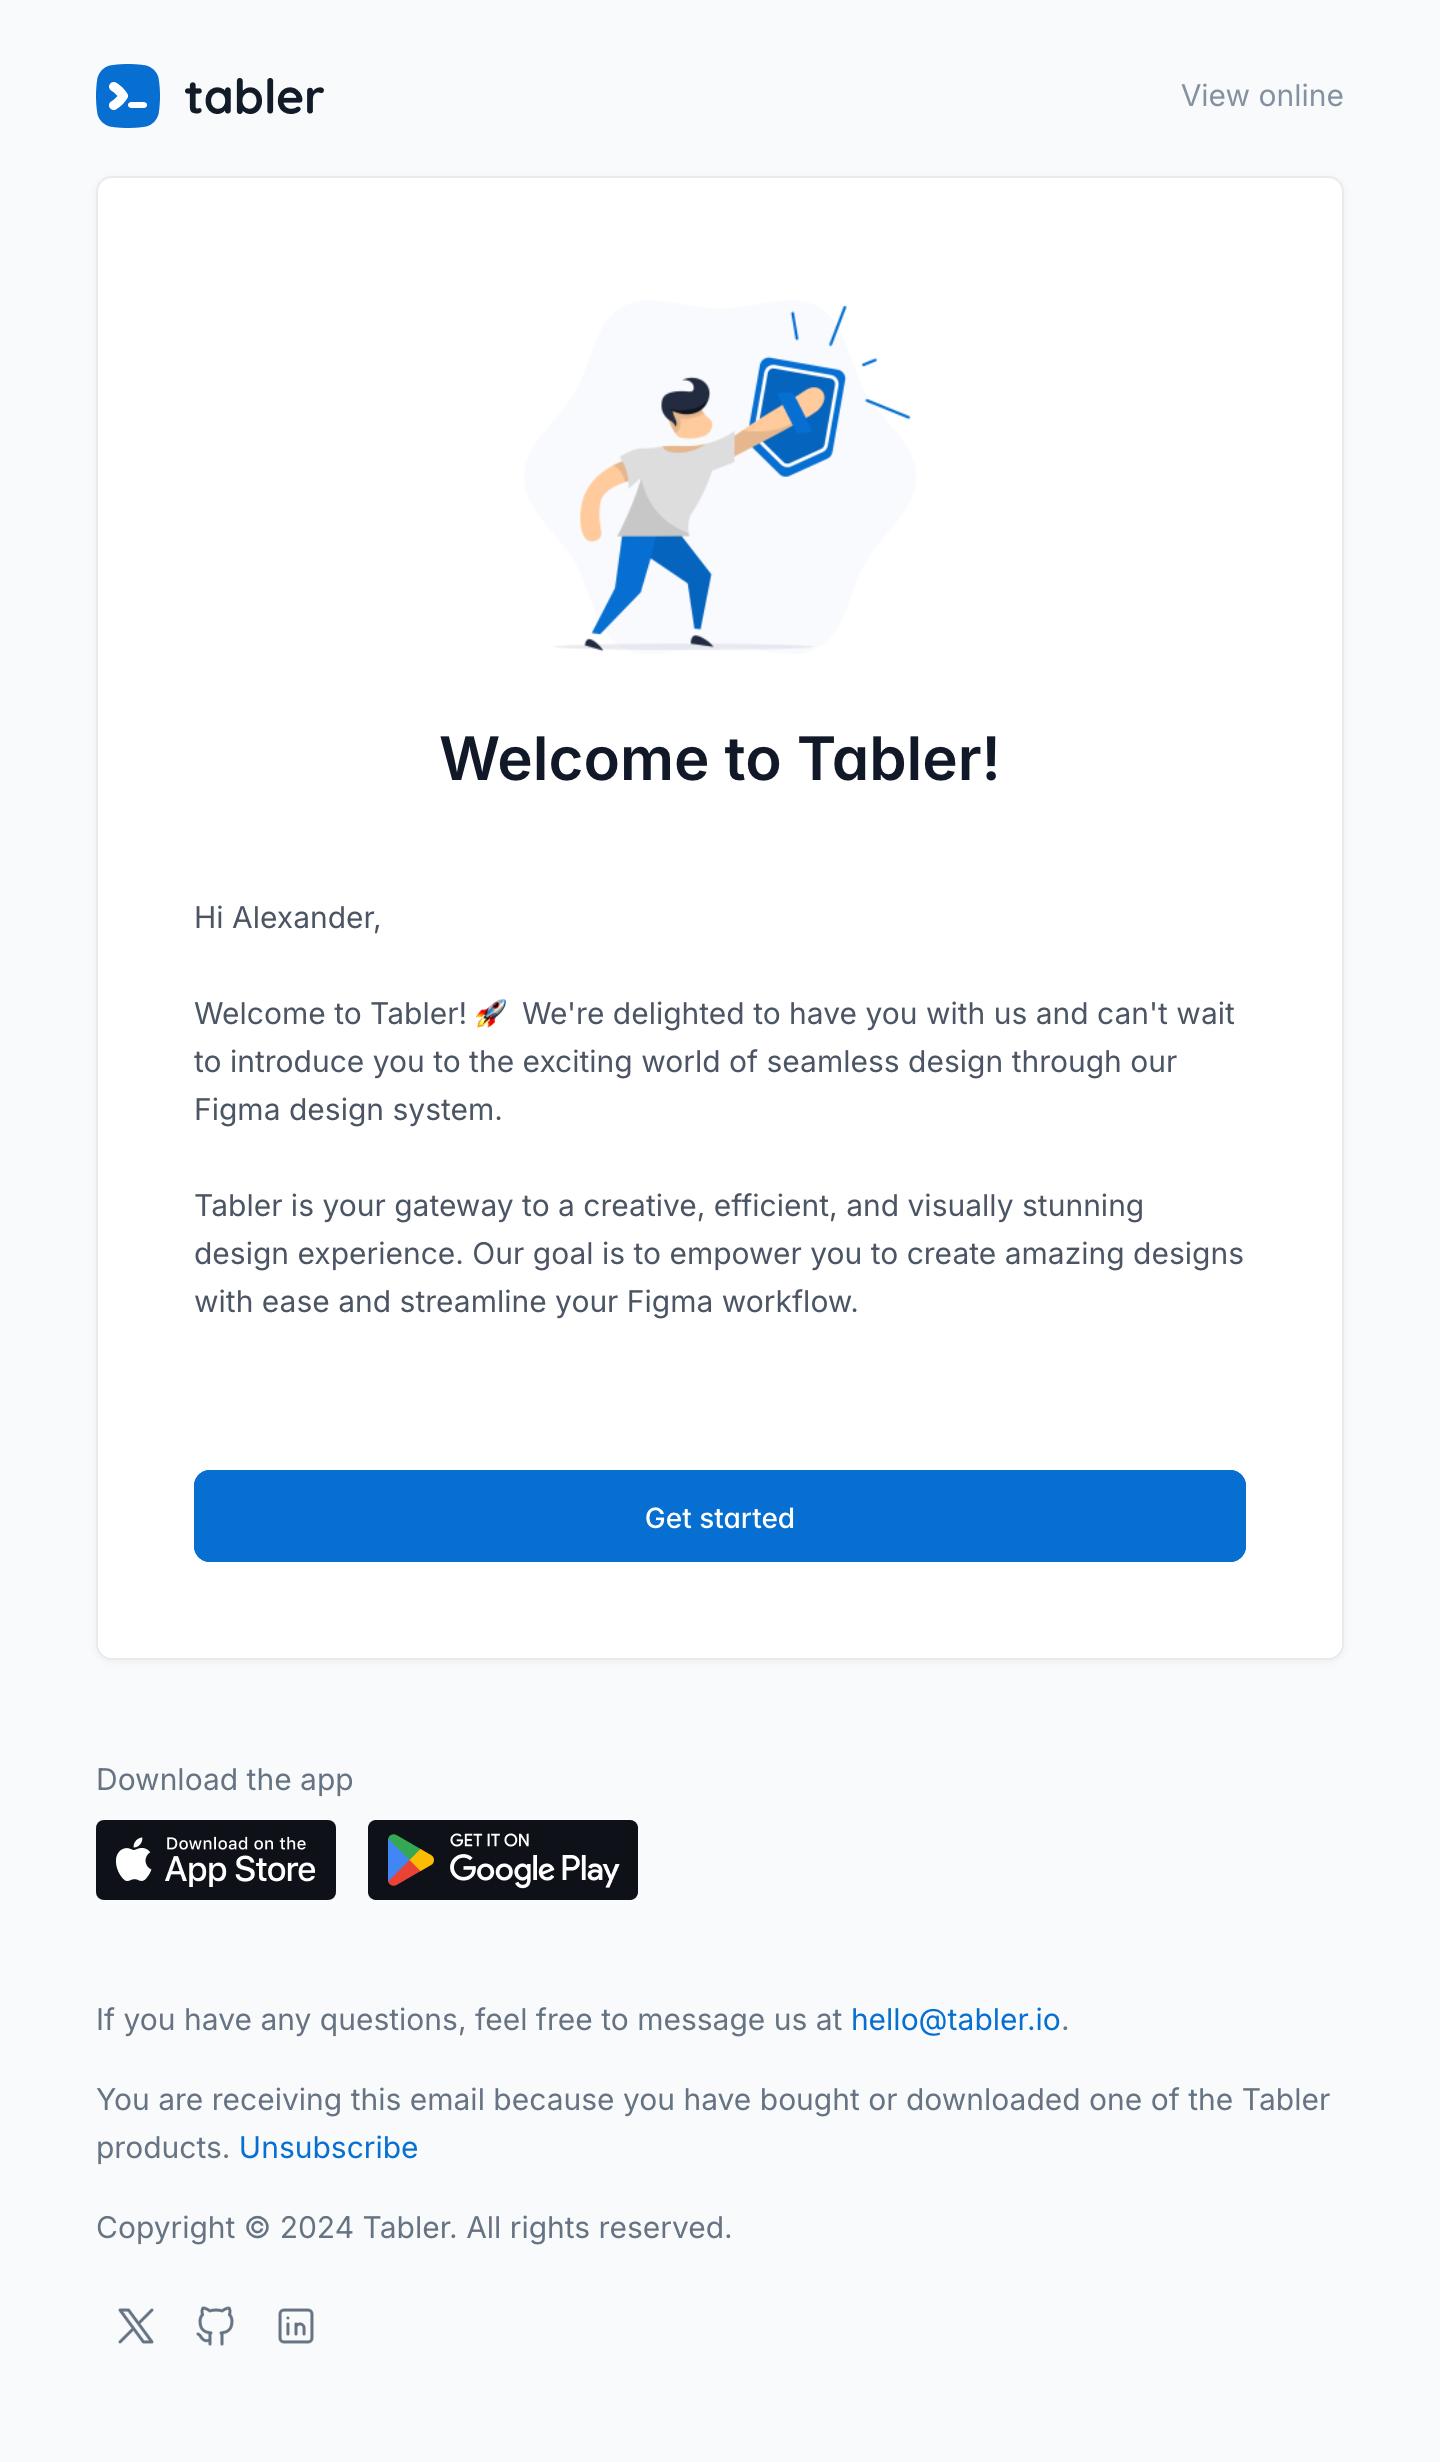 tabler
View online
Welcome to Tabler!
Hi Alexander,
Welcome to Tabler! 🚀 We're delighted to have you with us and can't wait
to introduce you to the exciting world of seamless design through our
Figma design system.
Tabler is your gateway to a creative, efficient, and visually stunning
design experience. Our goal is to empower you to create amazing designs
with ease and streamline your Figma workflow.
Get started
Download the app
Download on the
App Store
GET IT ON
Google Play
If you have any questions, feel free to message us at hello@tabler.io.
You are receiving this email because you have bought or downloaded one of the Tabler
products. Unsubscribe
Copyright © 2024 Tabler. All rights reserved.